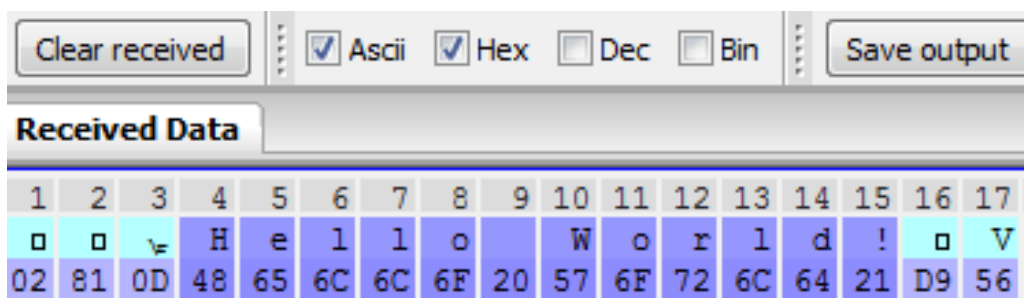 Clear received Ascii Hex Dec Bin Save output
Received Data
1 2 3 4 5 6 7 8 9 10 11 12 13 14 15 16 17
H e l l o W o r l d ! V
02 81 0D 48 65 6C 6C 6F 20 57 6F 72 6C 64 21 D9 56